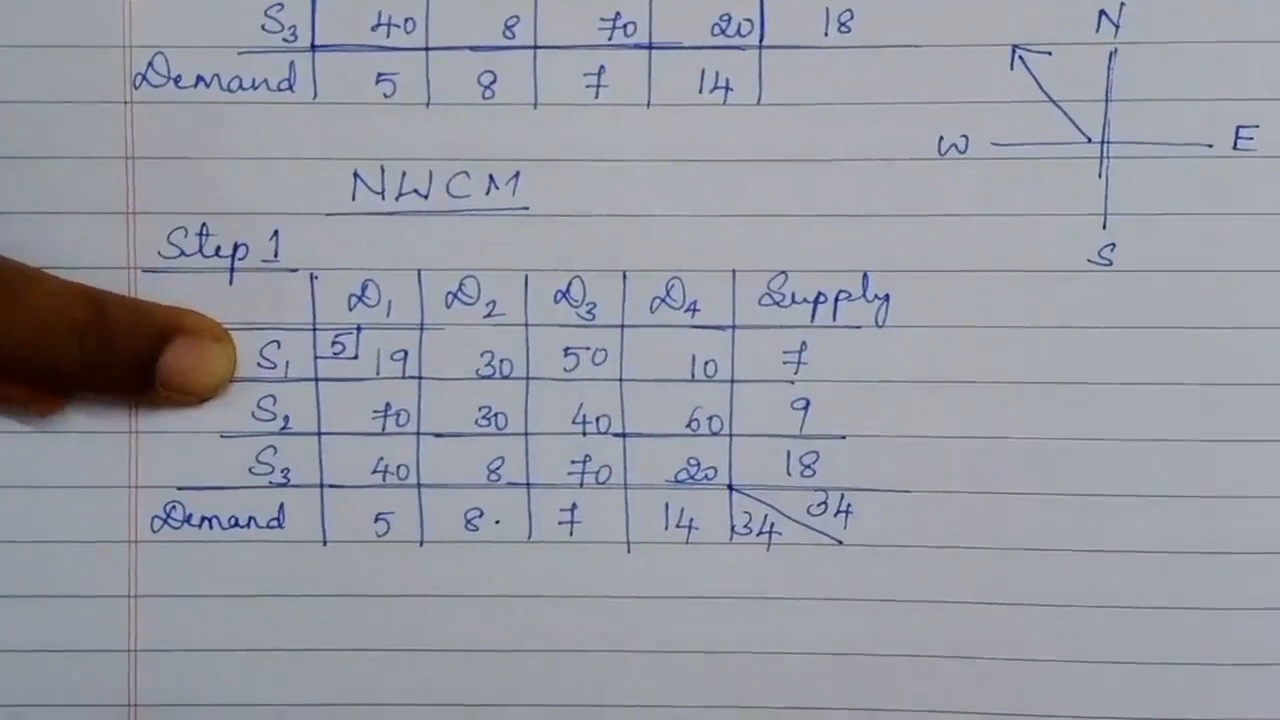 S3 40 8 70 20 18
Demand 5 8 7 14
N
W E
S
NWCM
Step 1
D1 D2 D3 D4 Supply
S1 5 19 30 50 10 7
S2 70 30 40 60 9
S3 40 8 70 20 18
Demand 5 8. 7 14 34 34